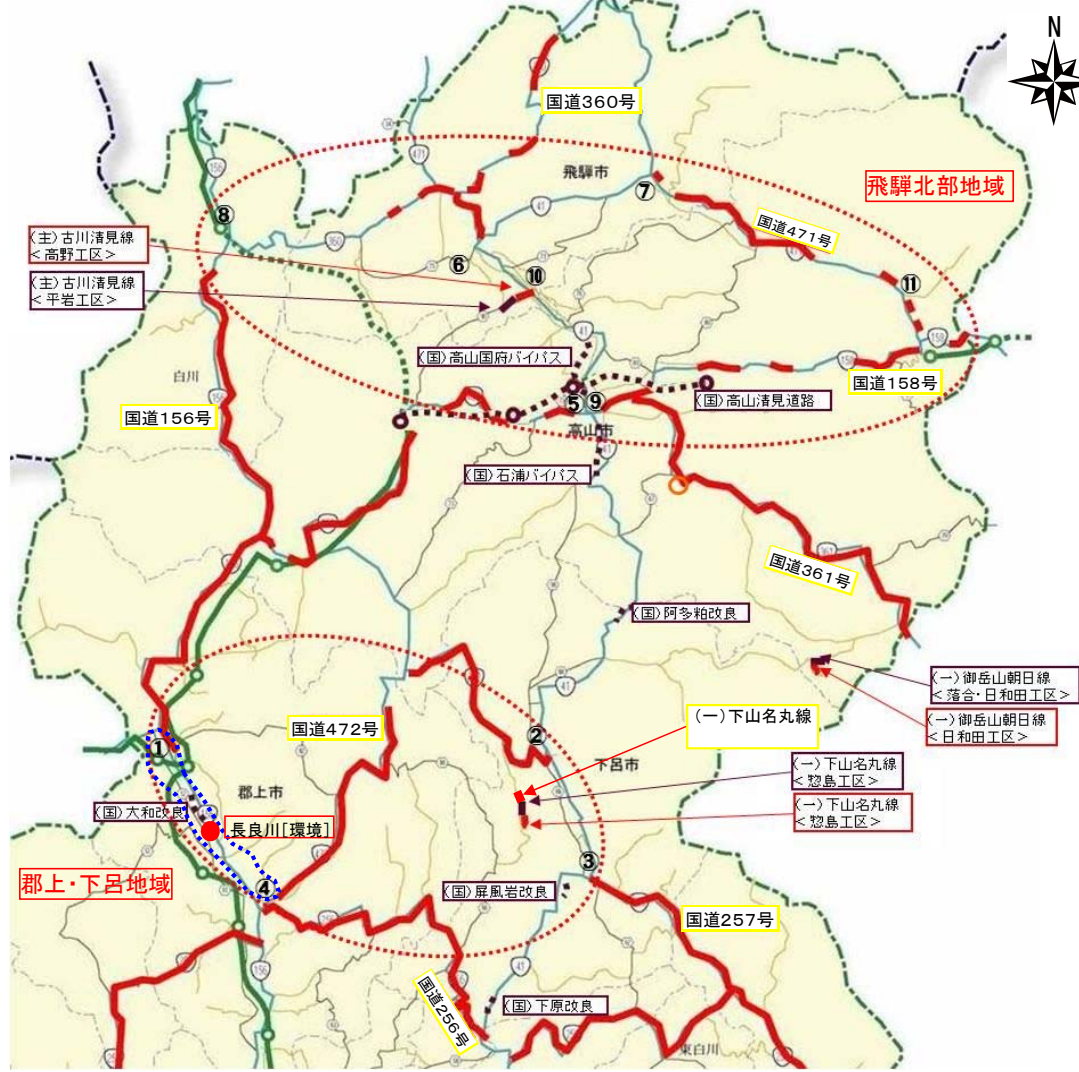 N
国道360号
飛騨市
飛騨北部地域
⑦
⑧
国道471号
(主)古川清見線
<高野工区>
⑥
⑩
⑪
(主)古川清見線
<平岩工区>
(国)高山国府バイパス
白川
国道158号
国道156号
(国)高山清見道路
⑤
⑨
高山市
(国)石浦バイパス
国道361号
(国)阿多粕改良
(一)御岳山朝日線
<落合・日和田工区>
(一)下山名丸線
(一)御岳山朝日線
<日和田工区>
国道472号
①
②
下呂市
(一)下山名丸線
<惣島工区>
郡上市
(国)大和改良
(一)下山名丸線
<惣島工区>
長良川[環境]
③
郡上・下呂地域
④
(国)屏風岩改良
国道257号
国道256号
(国)下原改良
東白川
156
471
41
360
158